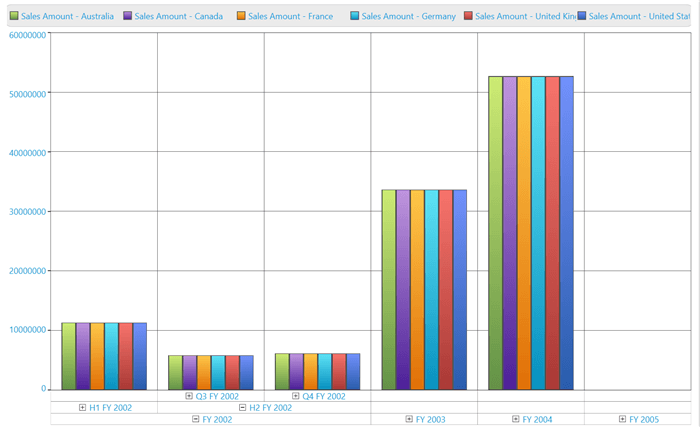 Sales Amount - Australia Sales Amount - Canada Sales Amount - France Sales Amount - Germany Sales Amount - United Kin Sales Amount - United Stat
60000000
50000000
40000000
30000000
20000000
10000000
0
Q3 FY 2002 Q4 FY 2002
H1 FY 2002 H2 FY 2002
FY 2002 FY 2003 FY 2004 FY 2005